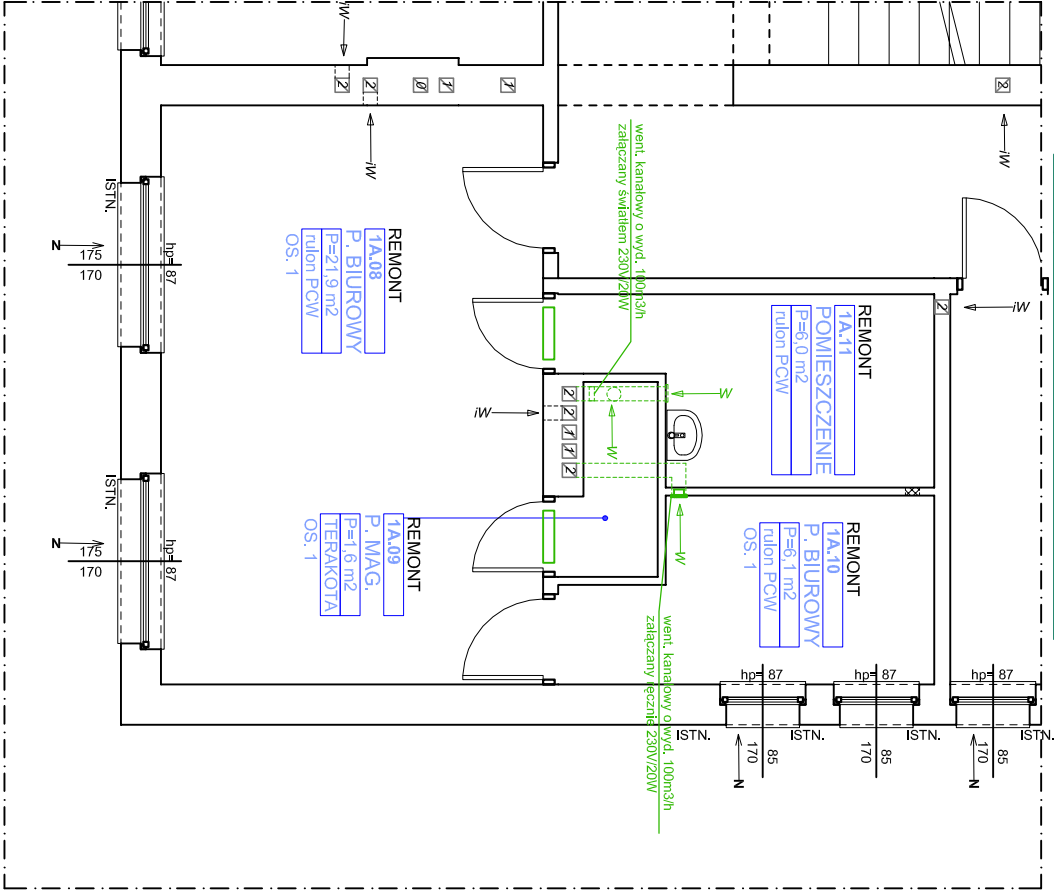 iW
2
2
0
1
1
2
iW
iW
went. kanałowy o wyd. 100m3/h
załączany światłem 230V/20W
ISTN.
N
175
170
hp= 87
REMONT
1A.08
P. BIUROWY
P=21,9 m2
rulon PCW
OS. 1
REMONT
1A.11
POMIESZCZENIE
P=6,0 m2
rulon PCW
2
iW
iW
2
2
1
1
2
W
W
W
ISTN.
N
175
170
hp= 87
REMONT
1A.09
P. MAG.
P=1,6 m2
TERAKOTA
OS. 1
REMONT
1A.10
P. BIUROWY
P=6,1 m2
rulon PCW
OS. 1
went. kanałowy o wyd. 100m3/h
załączany ręcznie 230V/20W
hp= 87
hp= 87
hp= 87
ISTN.
ISTN.
ISTN.
ISTN.
85
170
N
85
170
85
170
N